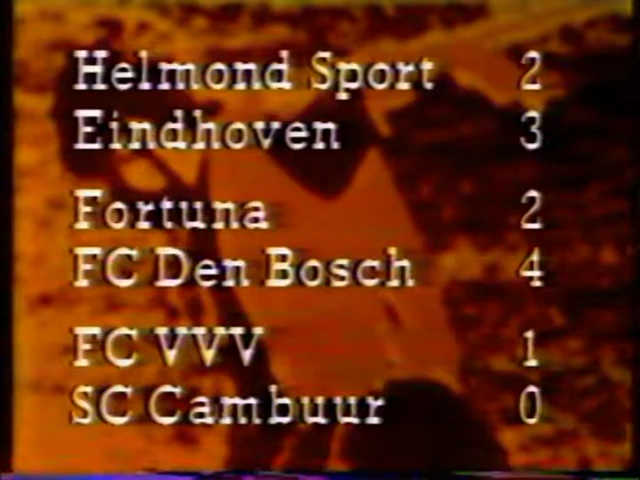 Helmond Sport 2
Eindhoven 3
Fortuna 2
FC Den Bosch 4
FC VVV 1
SC Cambuur 0